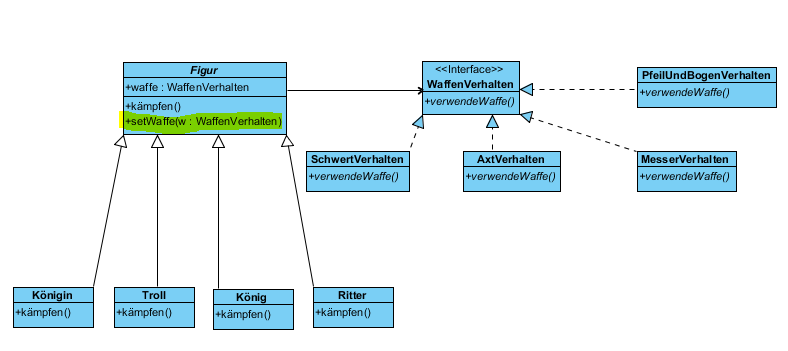 Figur
+waffe : WaffenVerhalten
+kämpfen()
+setWaffe(w : WaffenVerhalten)
<<Interface>>
WaffenVerhalten
+verwendeWaffe()
PfeilUndBogenVerhalten
+verwendeWaffe()
SchwertVerhalten
+verwendeWaffe()
AxtVerhalten
+verwendeWaffe()
MesserVerhalten
+verwendeWaffe()
Königin
+kämpfen()
Troll
+kämpfen()
König
+kämpfen()
Ritter
+kämpfen()